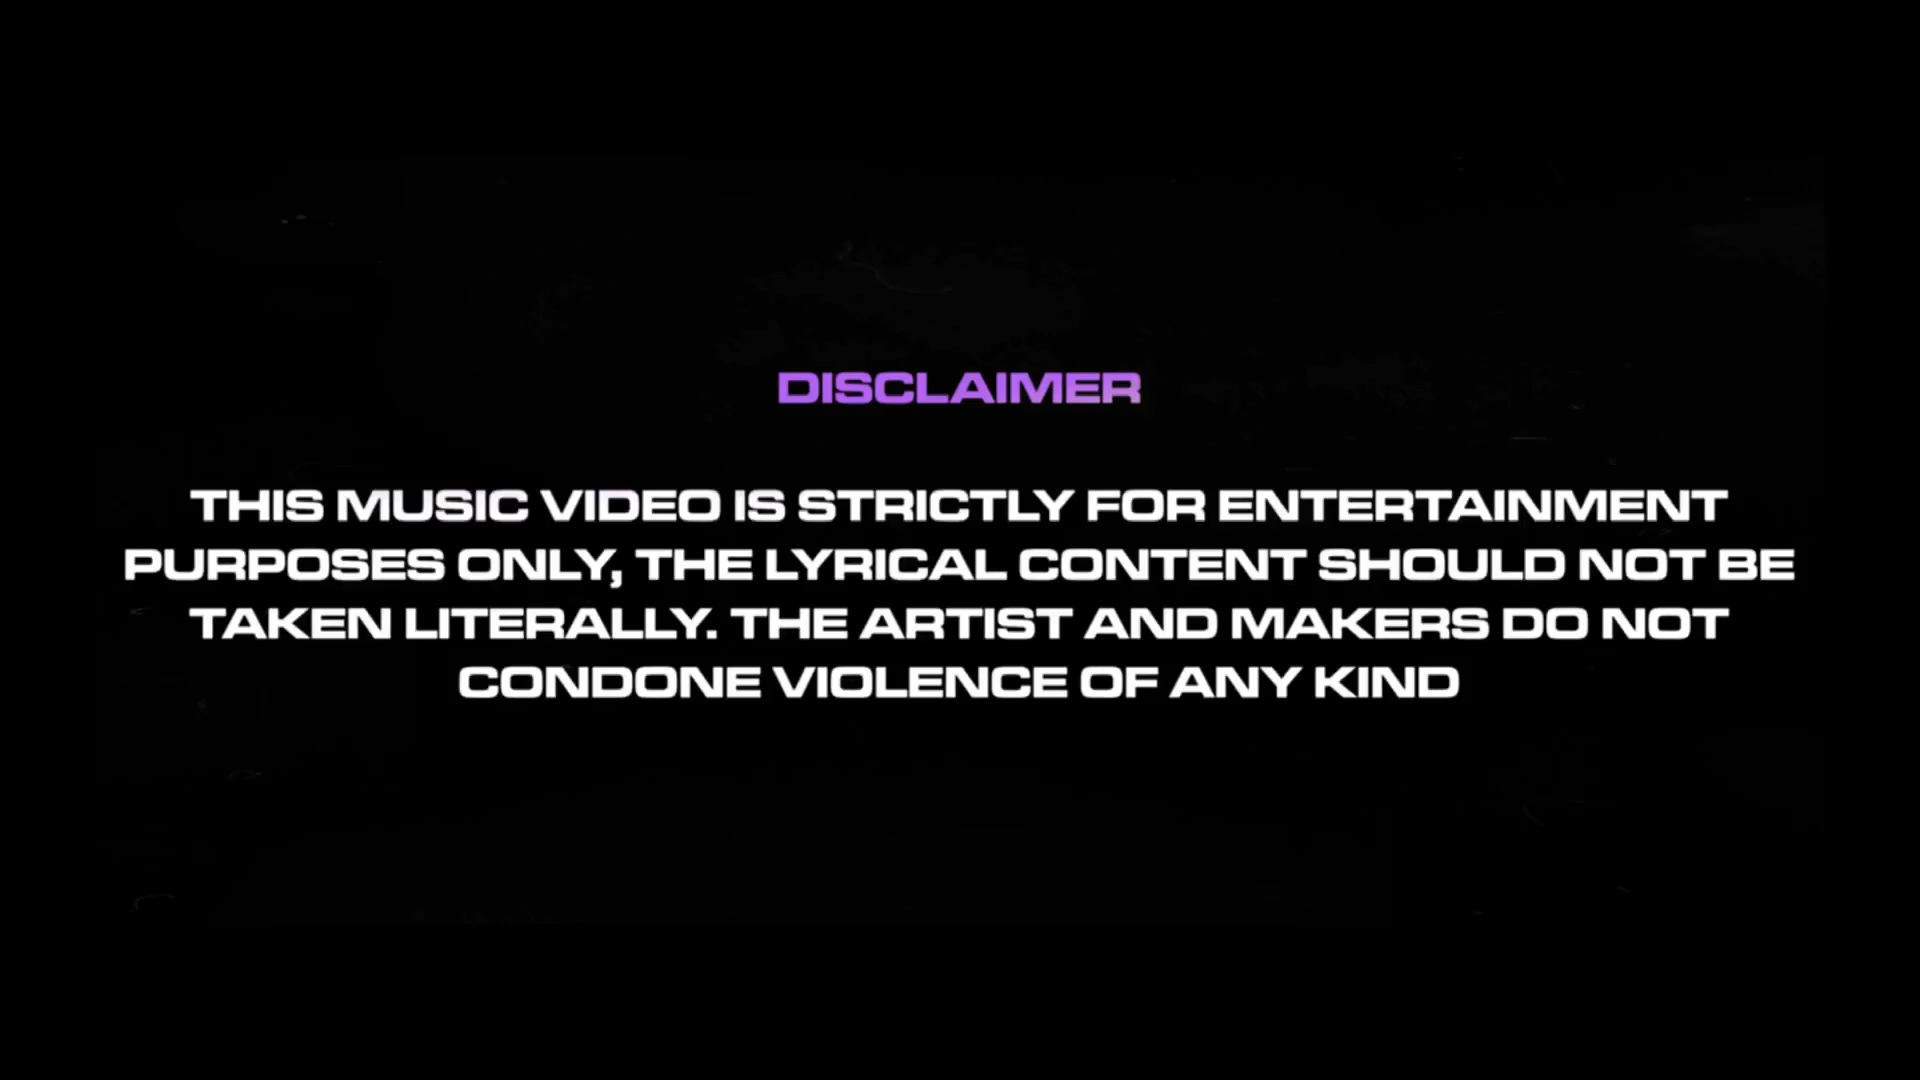 DISCLAIMER
THIS MUSIC VIDEO IS STRICTLY FOR ENTERTAINMENT
PURPOSES ONLY, THE LYRICAL CONTENT SHOULD NOT BE
TAKEN LITERALLY. THE ARTIST AND MAKERS DO NOT
CONDONE VIOLENCE OF ANY KIND